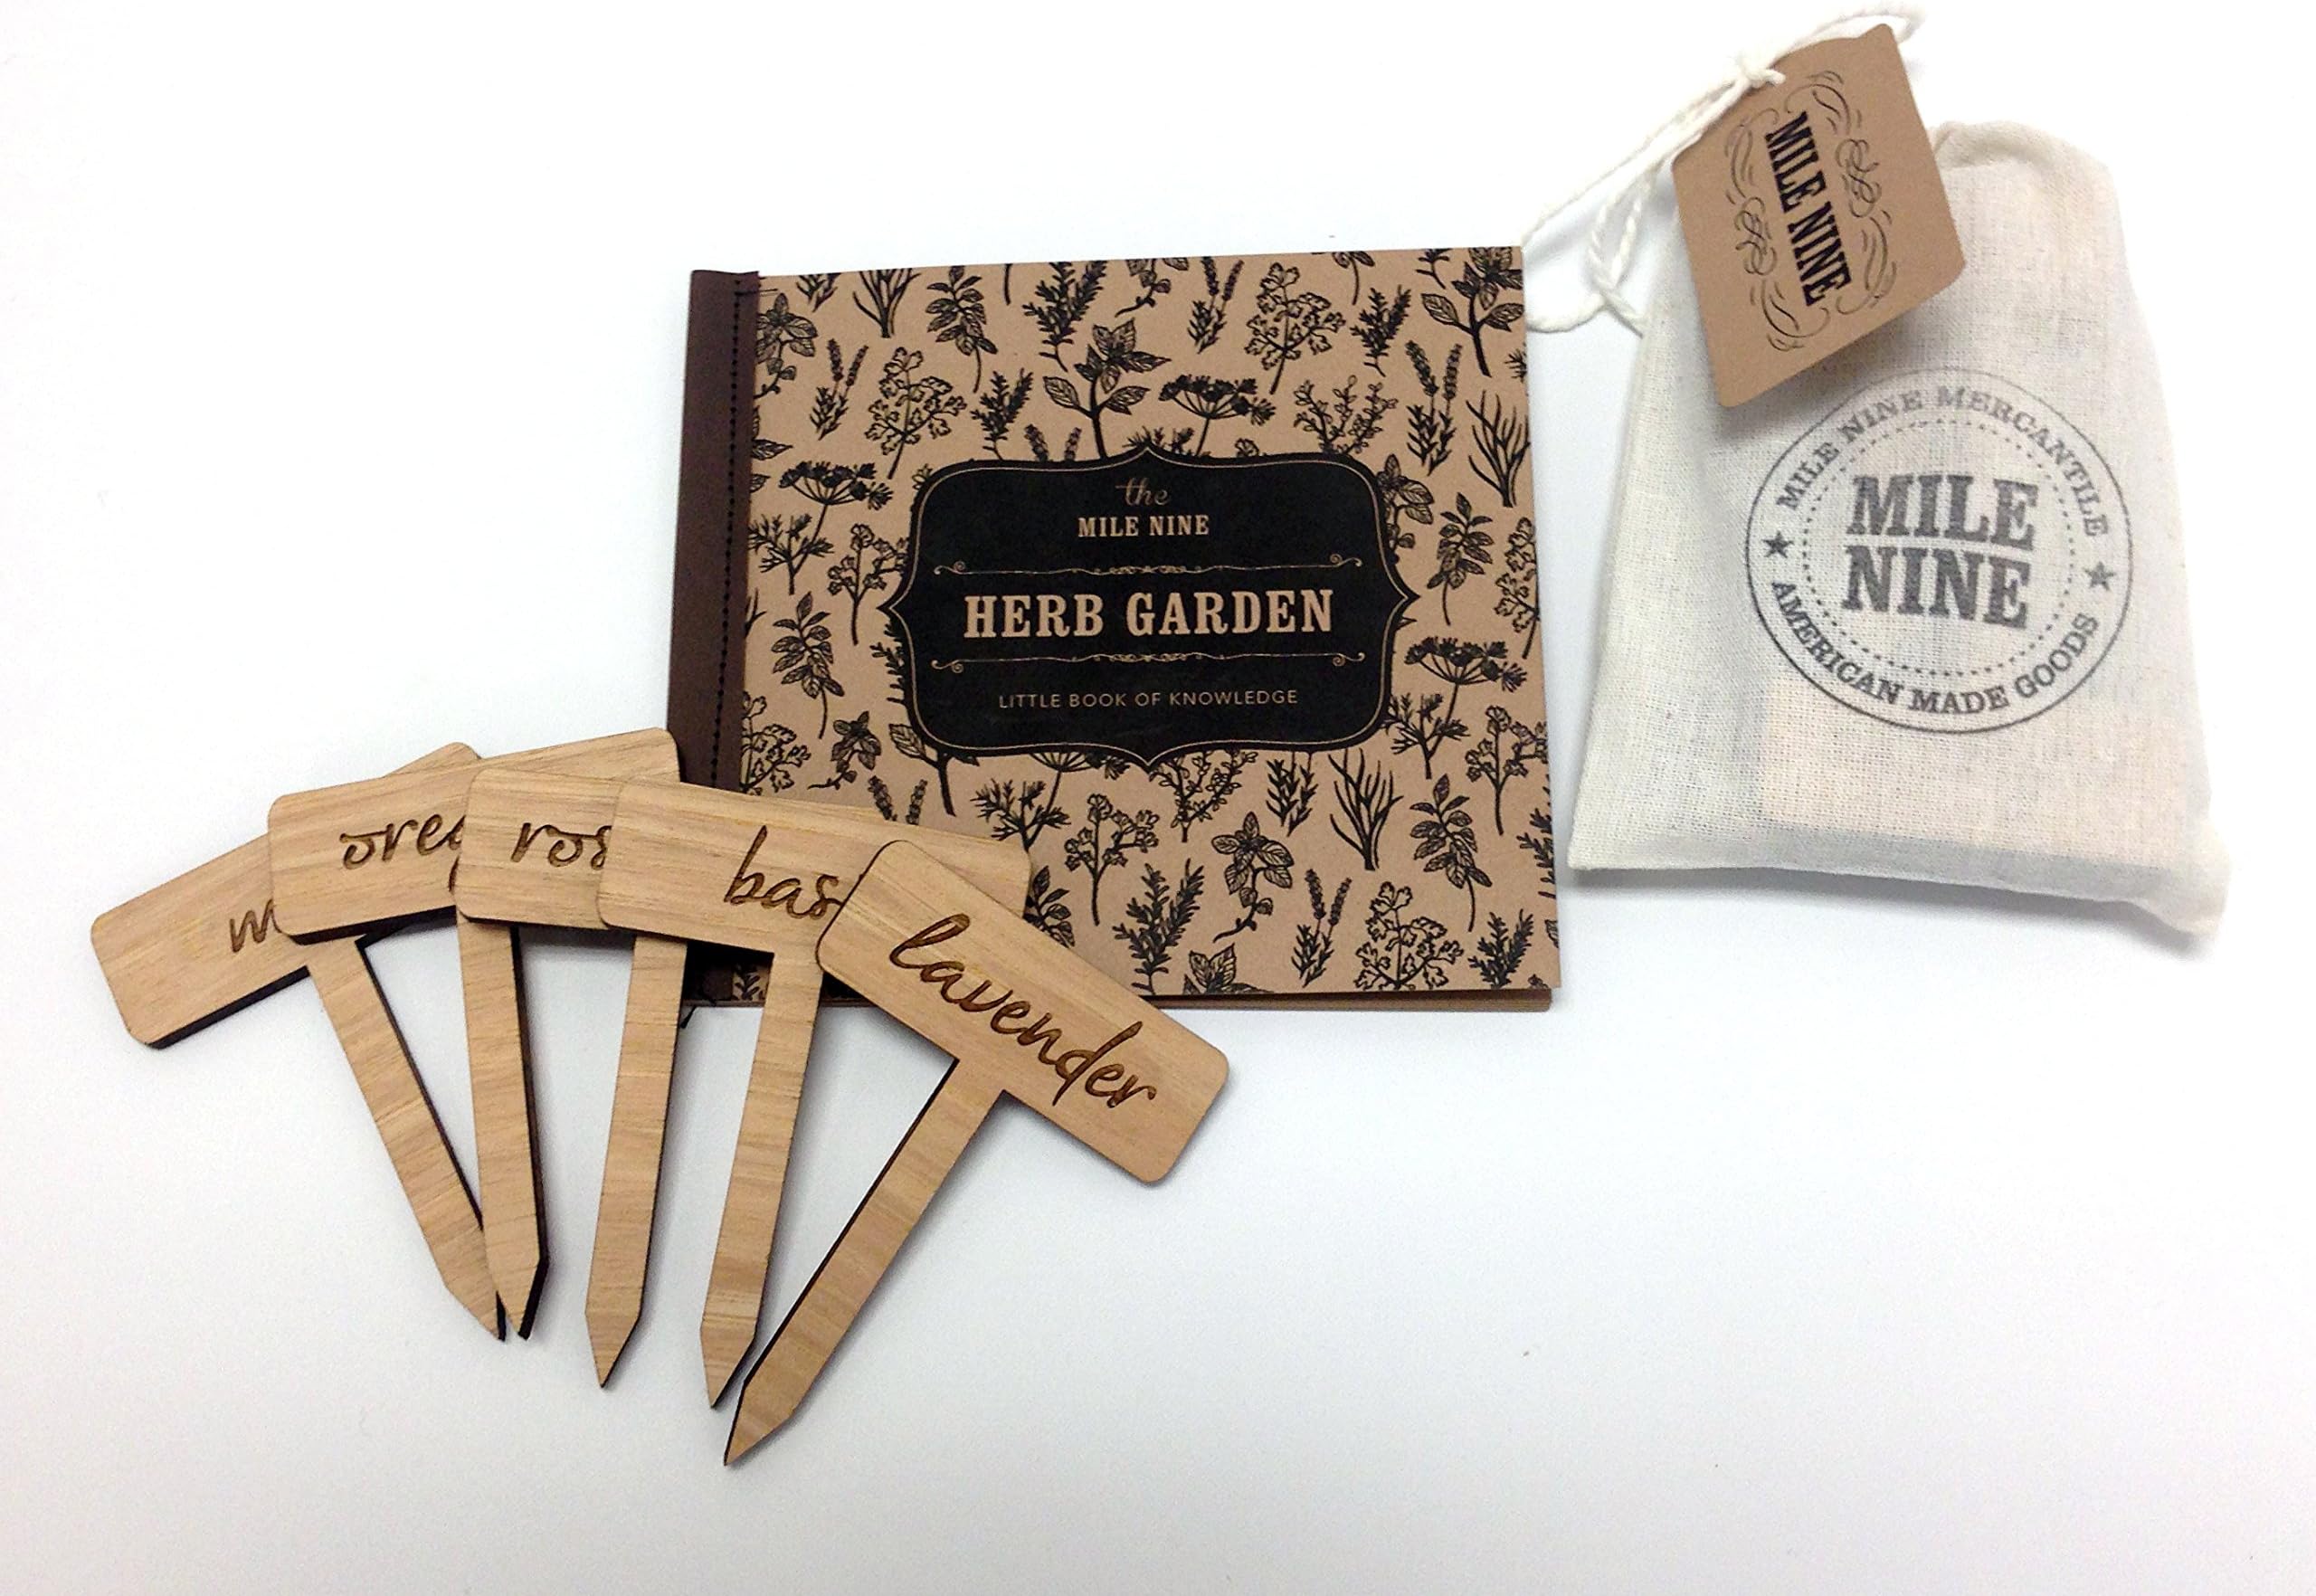 the
MILE NINE
HERB GARDEN
LITTLE BOOK OF KNOWLEDGE
MILE NINE
MILE NINE MERCANTILE
MILE
NINE
AMERICAN MADE GOODS
lavender